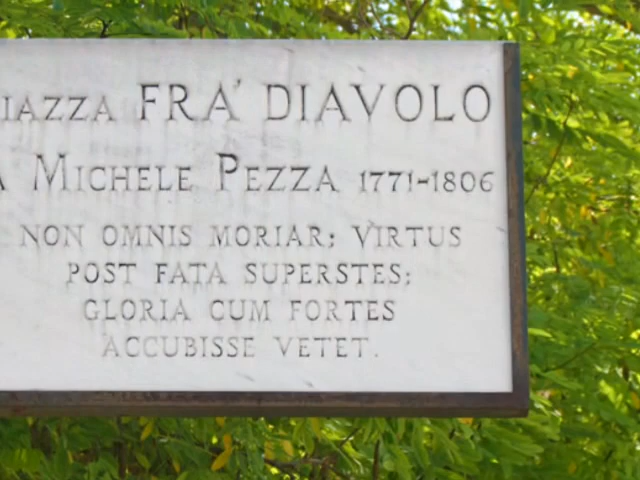 IAZZA FRA' DIAVOLO
A MICHELE PEZZA 1771-1806
NON OMNIS MORIAR; VIRTUS
POST FATA SUPERSTES;
GLORIA CUM FORTES
ACCUBISSE VETET.